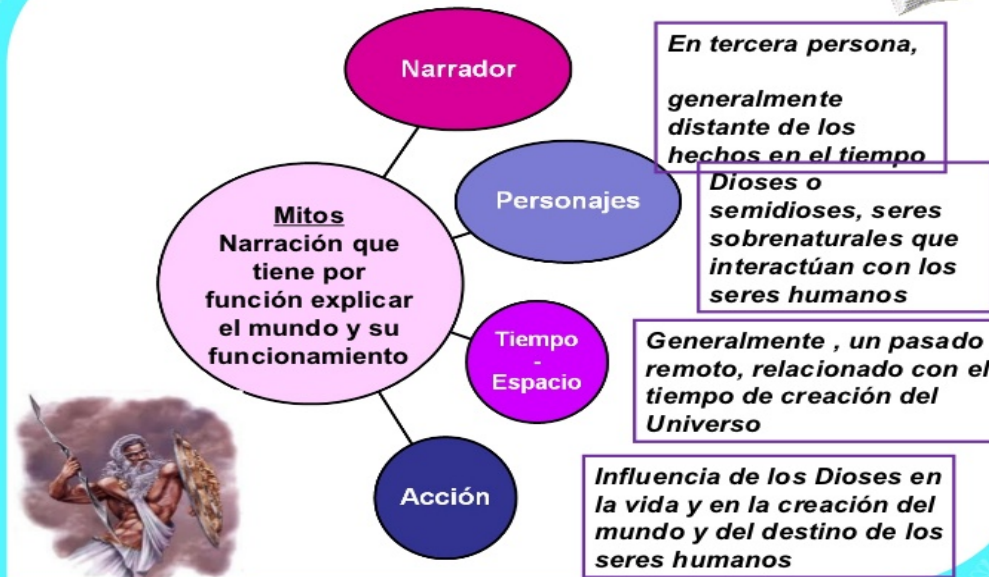 Narrador
En tercera persona,
generalmente
distante de los
hechos en el tiempo
Personajes
Dioses o
semidioses, seres
sobrenaturales que
interactúan con los
seres humanos
Mitos
Narración que
tiene por
función explicar
el mundo y su
funcionamiento
Tiempo
-
Espacio
Generalmente , un pasado
remoto, relacionado con el
tiempo de creación del
Universo
Acción
Influencia de los Dioses en
la vida y en la creación del
mundo y del destino de los
seres humanos